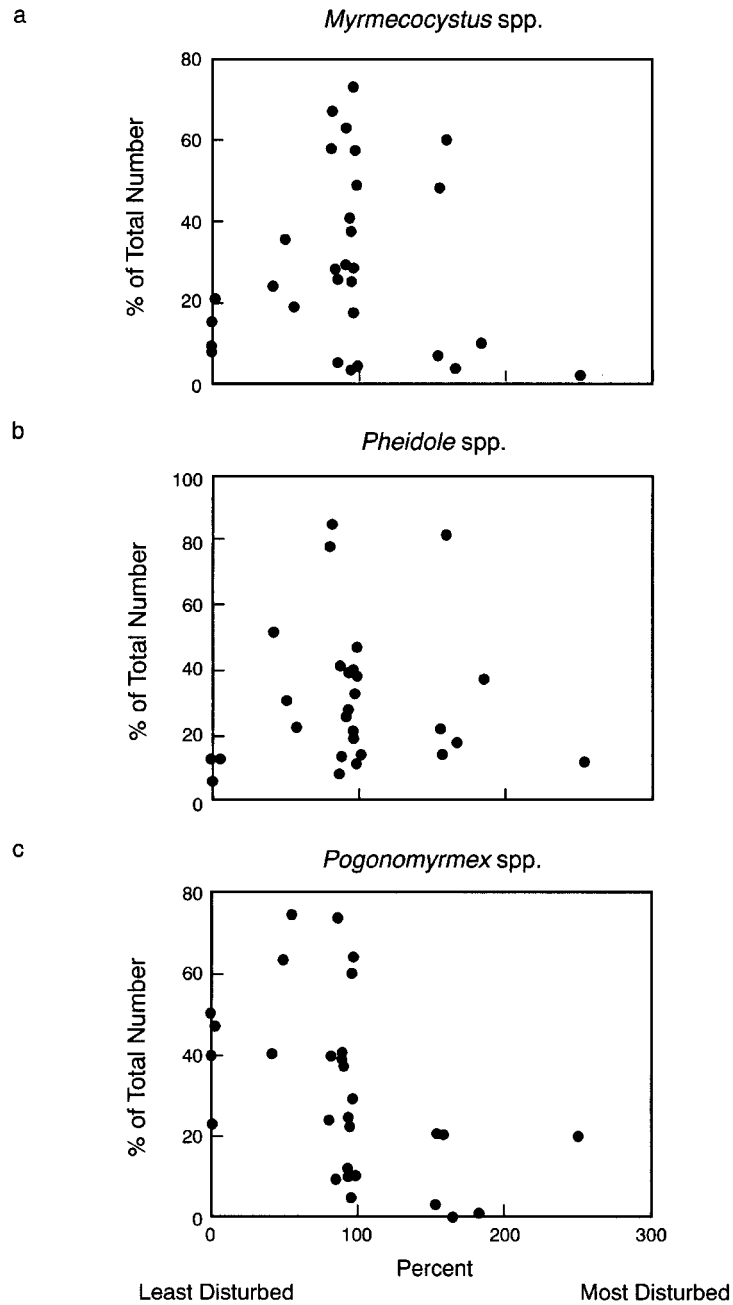 a
Myrmecocystus spp.
80
60
40
20
0
% of Total Number
b
Pheidole spp.
100
80
60
40
20
0
% of Total Number
c
Pogonomyrmex spp.
80
60
40
20
0
% of Total Number
0 100 200 300
Percent
Least Disturbed Most Disturbed